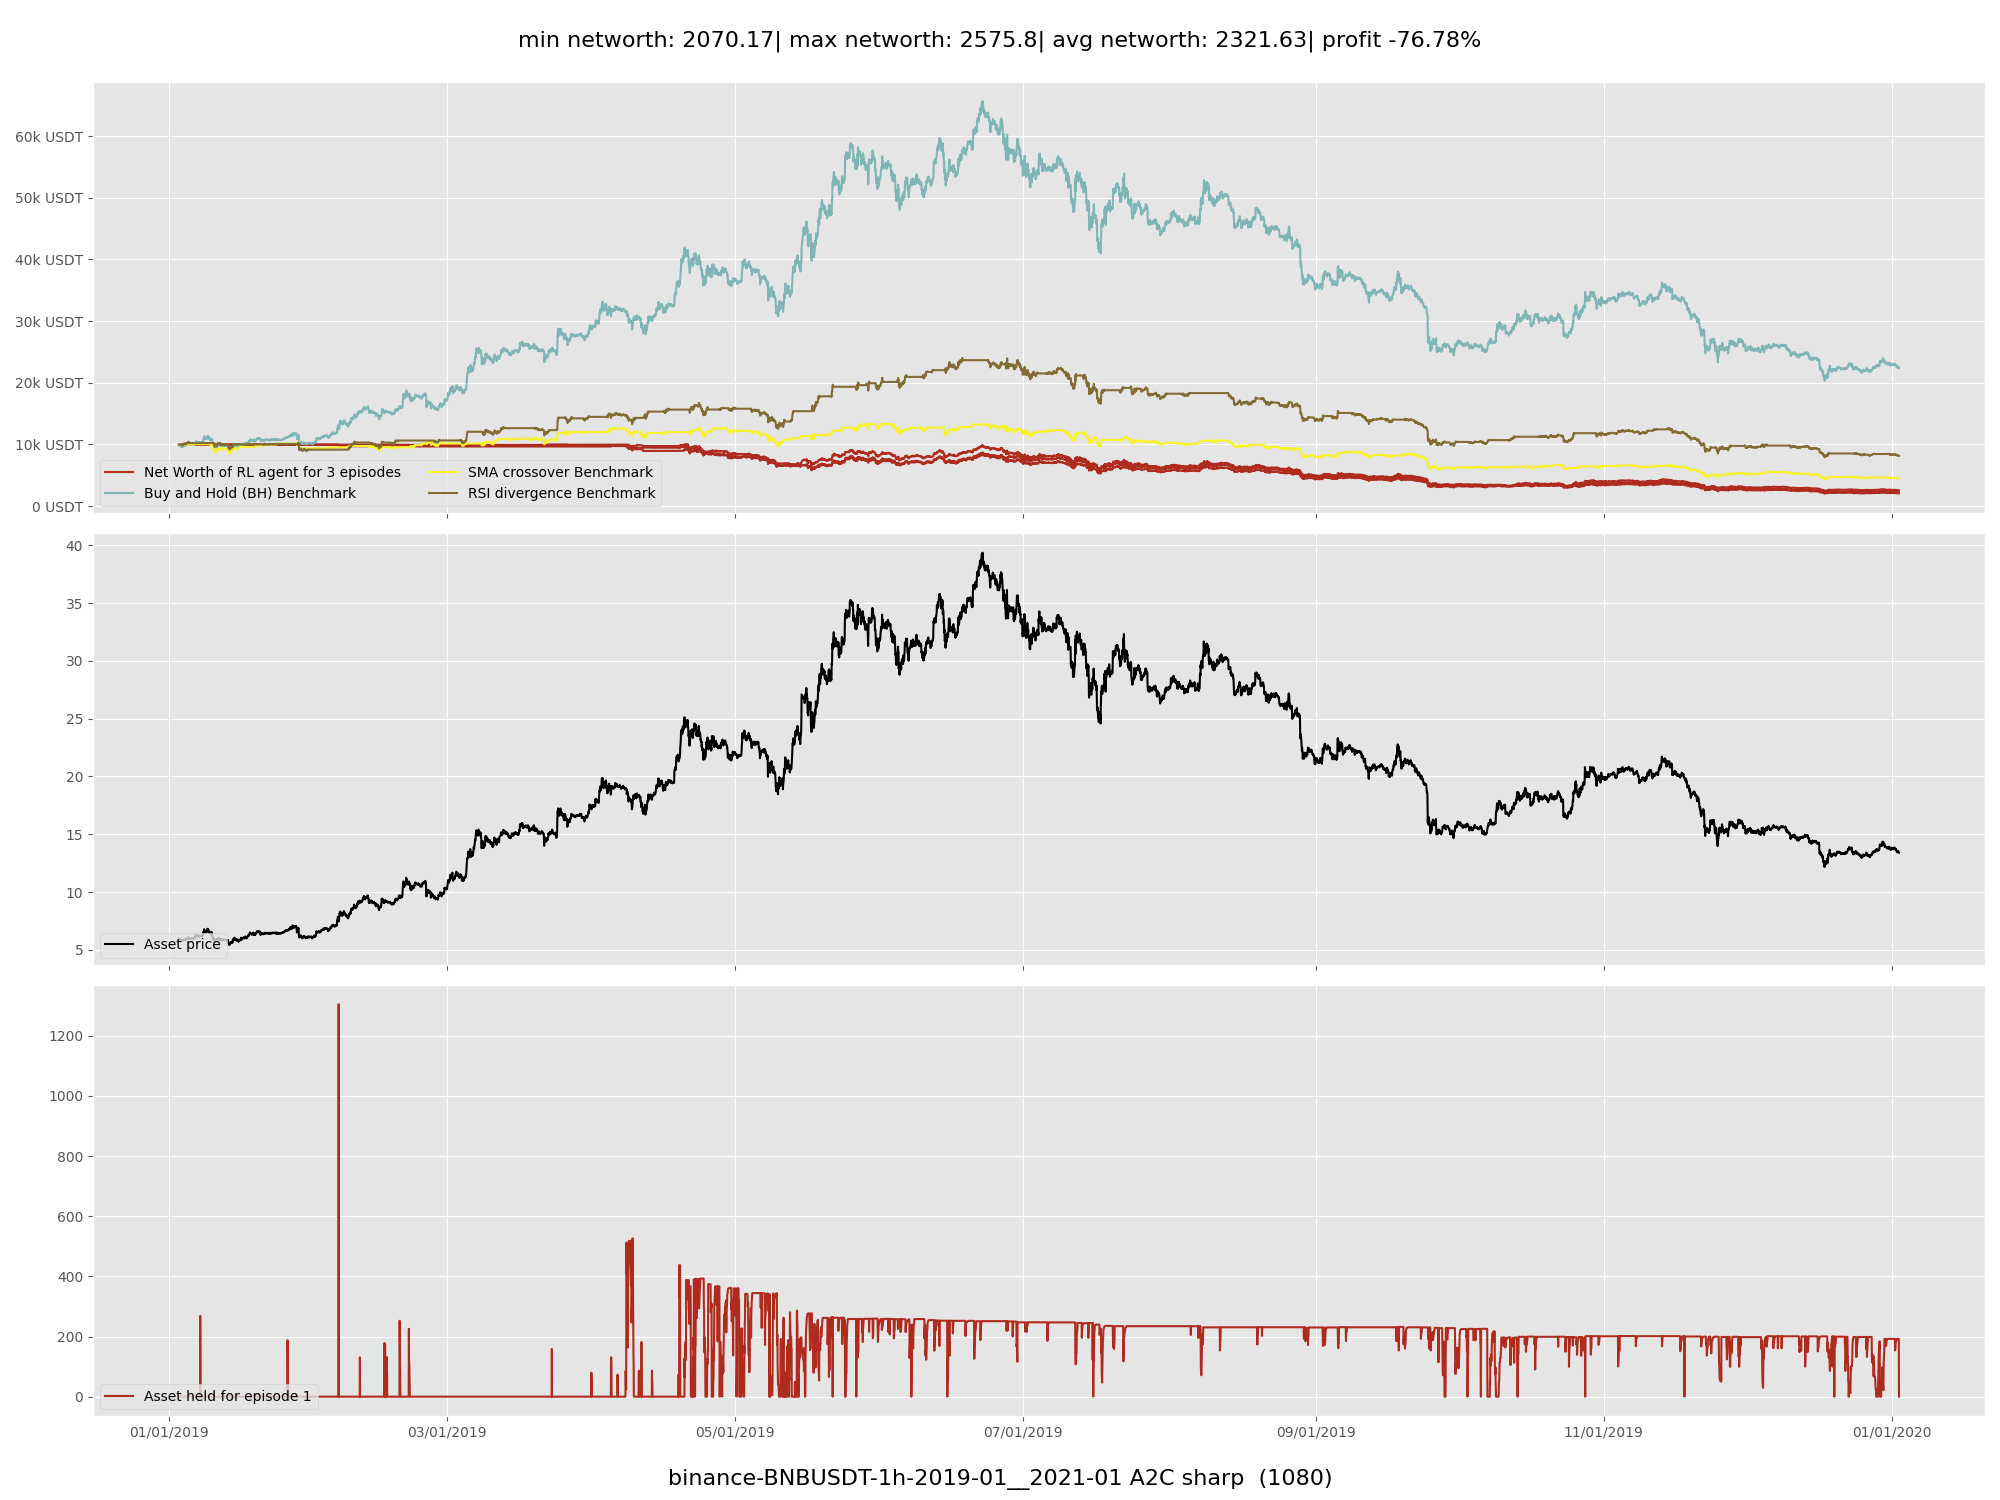 min networth: 2070.17| max networth: 2575.8| avg networth: 2321.63| profit -76.78%
60k USDT
50k USDT
40k USDT
30k USDT
20k USDT
10k USDT
0 USDT
Net Worth of RL agent for 3 episodes
Buy and Hold (BH) Benchmark
SMA crossover Benchmark
RSI divergence Benchmark
40
35
30
25
20
15
10
5
Asset price
1200
1000
800
600
400
200
0
Asset held for episode 1
01/01/2019 03/01/2019 05/01/2019 07/01/2019 09/01/2019 11/01/2019 01/01/2020
binance-BNBUSDT-1h-2019-01__2021-01 A2C sharp (1080)